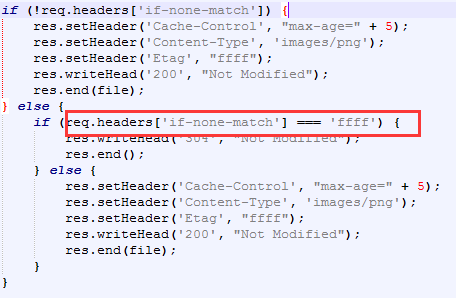 if (!req.headers['if-none-match']) {
    res.setHeader('Cache-Control', "max-age=" + 5);
    res.setHeader('Content-Type', 'images/png');
    res.setHeader('Etag', "ffff");
    res.writeHead('200', "Not Modified");
    res.end(file);
} else {
    if (req.headers['if-none-match'] === 'ffff') {
        res.writeHead('304', "Not Modified");
        res.end();
    } else {
        res.setHeader('Cache-Control', "max-age=" + 5);
        res.setHeader('Content-Type', 'images/png');
        res.setHeader('Etag', "ffff");
        res.writeHead('200', "Not Modified");
        res.end(file);
    }
}